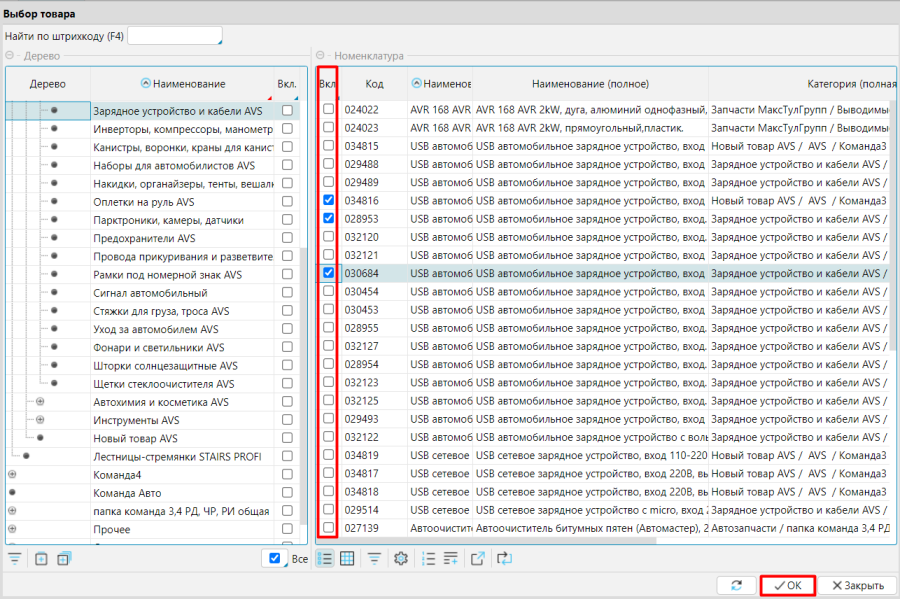 Выбор товара
Найти по штрихкоду (F4)
Дерево
Номенклатура
Дерево Наименование Вкл.
Вкл Код Наименов Наименование (полное) Категория (полная
Зарядное устройство и кабели AVS
Инверторы, компрессоры, манометр
Канистры, воронки, краны для канис
Наборы для автомобилистов AVS
Накидки, органайзеры, тенты, вешалк
Оплетки на руль AVS
Парктроники, камеры, датчики
Предохранители AVS
Провода прикуривания и разветвите
Рамки под номерной знак AVS
Сигнал автомобильный
Стяжки для груза, троса AVS
Уход за автомобилем AVS
Фонари и светильники AVS
Шторки солнцезащитные AVS
Щетки стеклоочистителя AVS
Автохимия и косметика AVS
Инструменты AVS
Новый товар AVS
Лестницы-стремянки STAIRS PROFI
Команда4
Команда Авто
папка команда 3,4 РД, ЧР, РИ общая
Прочее
024022 AVR 168 AVR AVR 168 AVR 2kW, дуга, алюминий однофазный, Запчасти МаксТулГрупп / Выводимы
024023 AVR 168 AVR AVR 168 AVR 2kW, прямоугольный,пластик. Запчасти МаксТулГрупп / Выводимы
034815 USB автомоб USB автомобильное зарядное устройство, вход Новый товар AVS / AVS / Команда3
029488 USB автомоб USB автомобильное зарядное устройство, вход Зарядное устройство и кабели AVS /
029489 USB автомоб USB автомобильное зарядное устройство, вход Зарядное устройство и кабели AVS /
034816 USB автомоб USB автомобильное зарядное устройство, вход Новый товар AVS / AVS / Команда3
028953 USB автомоб USB автомобильное зарядное устройство, вход. Зарядное устройство и кабели AVS /
032120 USB автомоб USB автомобильное зарядное устройство, вход. Зарядное устройство и кабели AVS /
032121 USB автомоб USB автомобильное зарядное устройство, вход Зарядное устройство и кабели AVS /
030684 USB автомоб USB автомобильное зарядное устройство, вход Зарядное устройство и кабели AVS /
030454 USB автомоб USB автомобильное зарядное устройство, вход Зарядное устройство и кабели AVS /
030453 USB автомоб USB автомобильное зарядное устройство, вход Зарядное устройство и кабели AVS /
028955 USB автомоб USB автомобильное зарядное устройство, вход. Зарядное устройство и кабели AVS /
032127 USB автомоб USB автомобильное зарядное устройство, вход. Зарядное устройство и кабели AVS /
028954 USB автомоб USB автомобильное зарядное устройство, вход Зарядное устройство и кабели AVS /
032123 USB автомоб USB автомобильное зарядное устройство, вход Зарядное устройство и кабели AVS /
032125 USB автомоб USB автомобильное зарядное устройство, вход Зарядное устройство и кабели AVS /
029493 USB автомоб USB автомобильное зарядное устройство, вход Зарядное устройство и кабели AVS /
032122 USB автомоб USB автомобильное зарядное устройство с воль Зарядное устройство и кабели AVS /
034819 USB сетевое USB сетевое зарядное устройство, вход 110-220 Новый товар AVS / AVS / Команда3
034817 USB сетевое USB сетевое зарядное устройство, вход 220В, вы Новый товар AVS / AVS / Команда3
034818 USB сетевое USB сетевое зарядное устройство, вход 220В, вы Новый товар AVS / AVS / Команда3
029514 USB сетевое USB сетевое зарядное устройство с micro, вход 2 Зарядное устройство и кабели AVS /
027139 Автоочистит Автоочиститель битумных пятен (Автомастер), 2 Автозапчасти / папка команда 3,4 РД
Все
OK
Закрыть